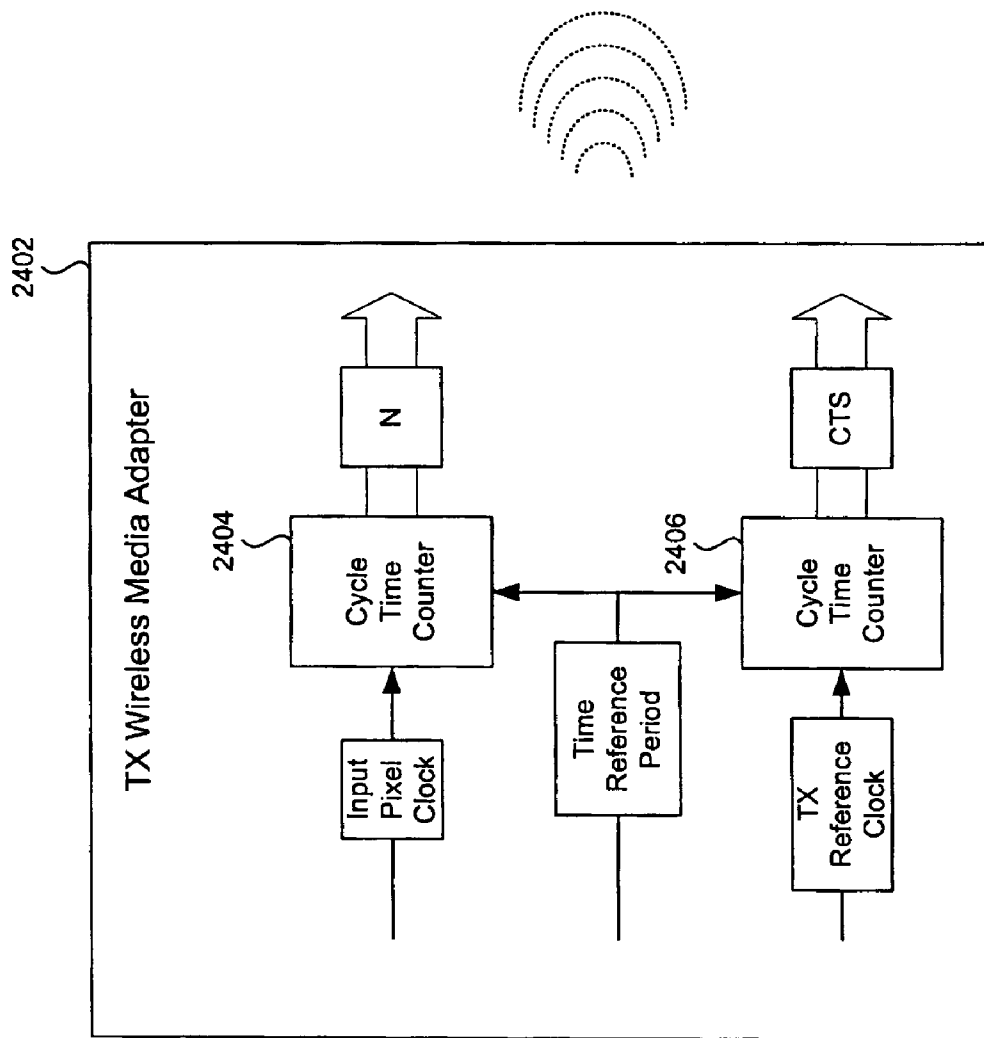 2402
TX Wireless Media Adapter
Input
Pixel
Clock
2404
Cycle
Time
Counter
N
Time
Reference
Period
TX
Reference
Clock
2406
Cycle
Time
Counter
CTS